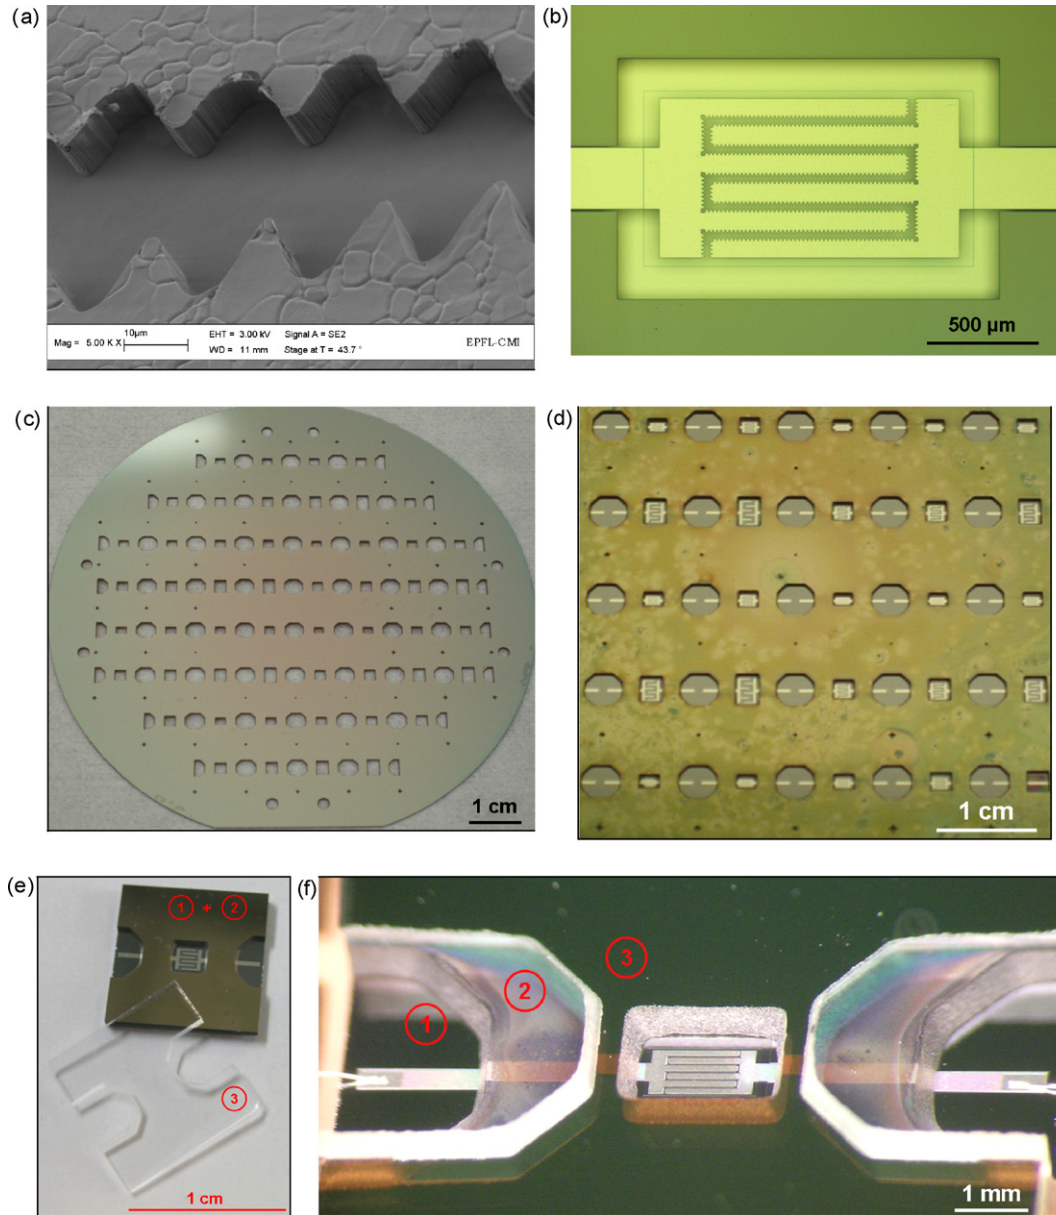 (a)
Mag = 5.00 K X
10µm
EHT = 3.00 kV
WD = 11 mm
Signal A = SE2
Stage at T = 43.7 °
EPFL-CMI
(b)
500 µm
(c)
1 cm
(d)
1 cm
(e)
1 + 2
3
1 cm
(f)
1
2
3
1 mm